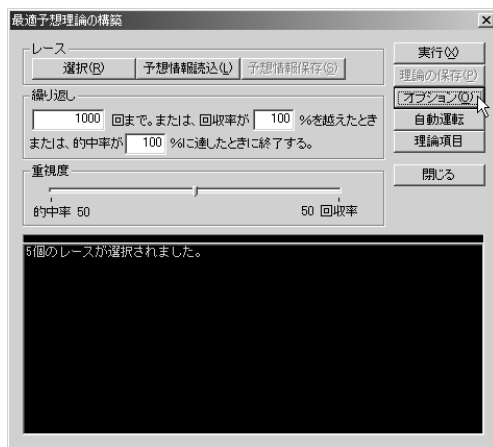 最適予想理論の構築
レース
選択(R) 予想情報読込(L) 予想情報保存(S)
繰り返し
1000 回まで。または、回収率が 100 %を越えたとき
または、的中率が 100 %に達したときに終了する。
重視度
的中率 50 50 回収率
実行(X)
理論の保存(P)
オプション(O)
自動運転
理論項目
閉じる
5個のレースが選択されました。